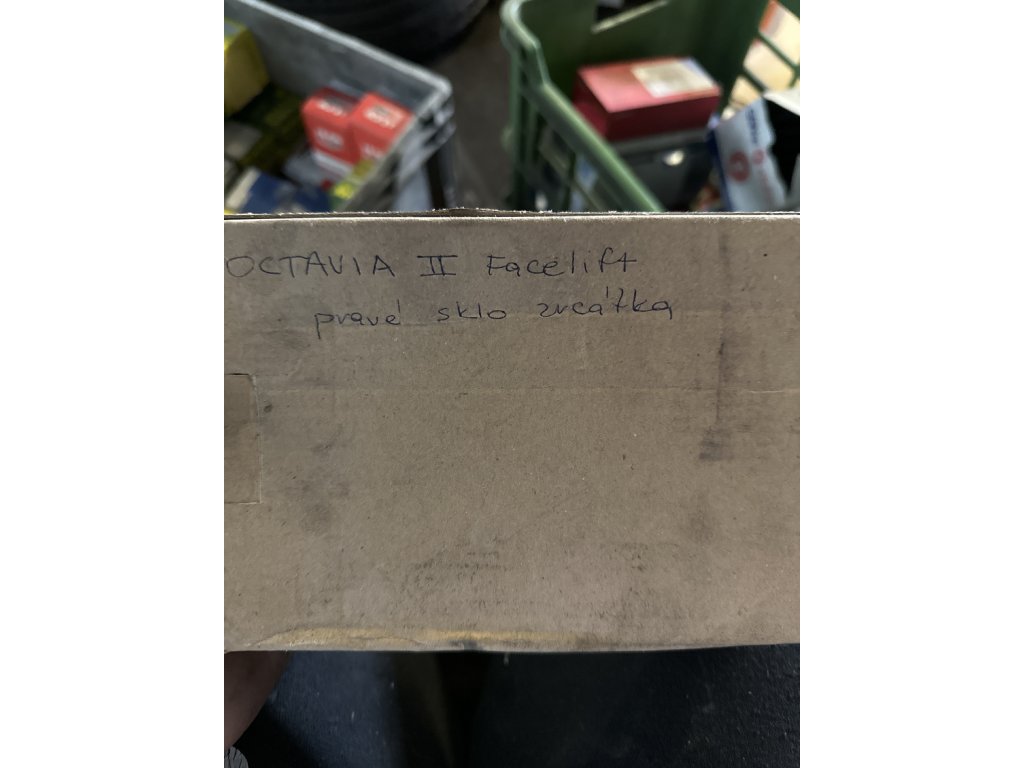 OCTAVIA II Facelift
pravé sklo zrcátka